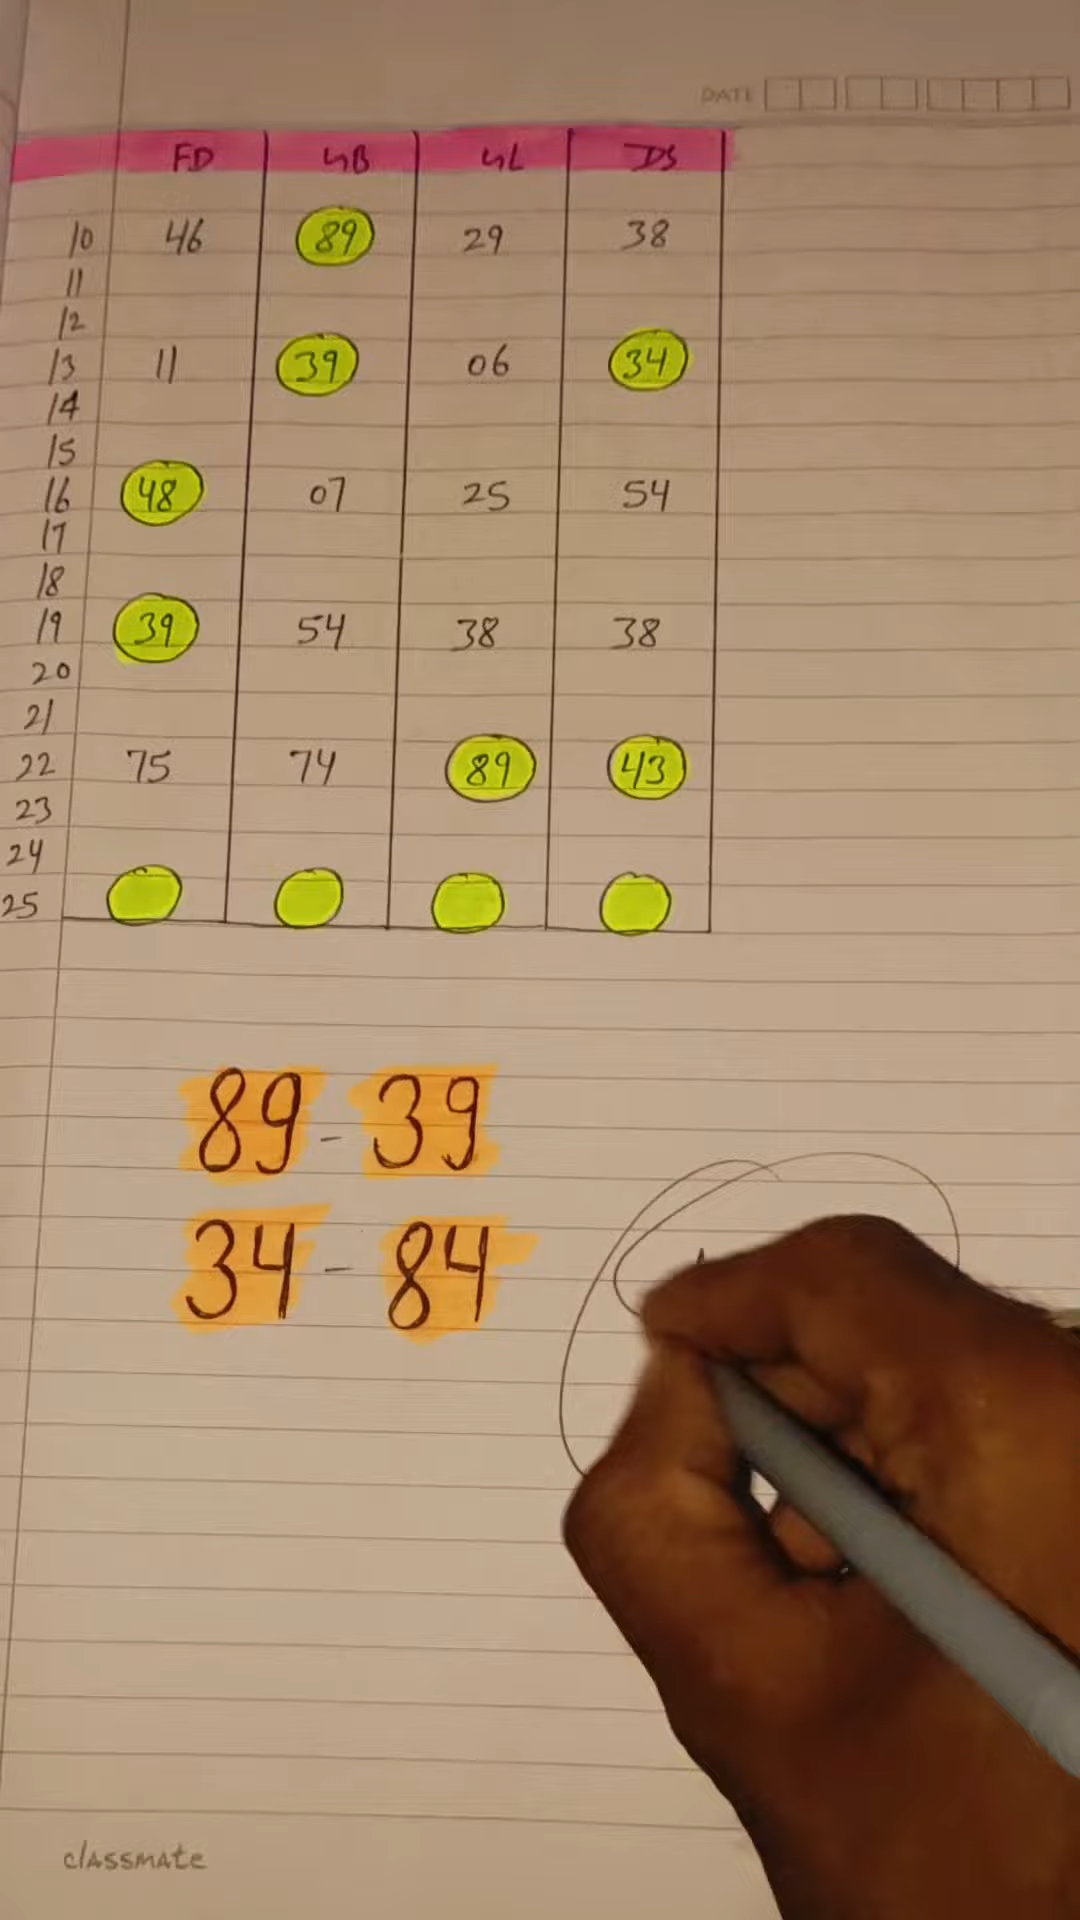 DATE
FD GB GL DS
10 46 89 29 38
11
12
13 11 39 06 34
14
15
16 48 07 25 54
17
18
19 39 54 38 38
20
21
22 75 74 89 43
23
24
25
89 - 39
34 - 84
classmate